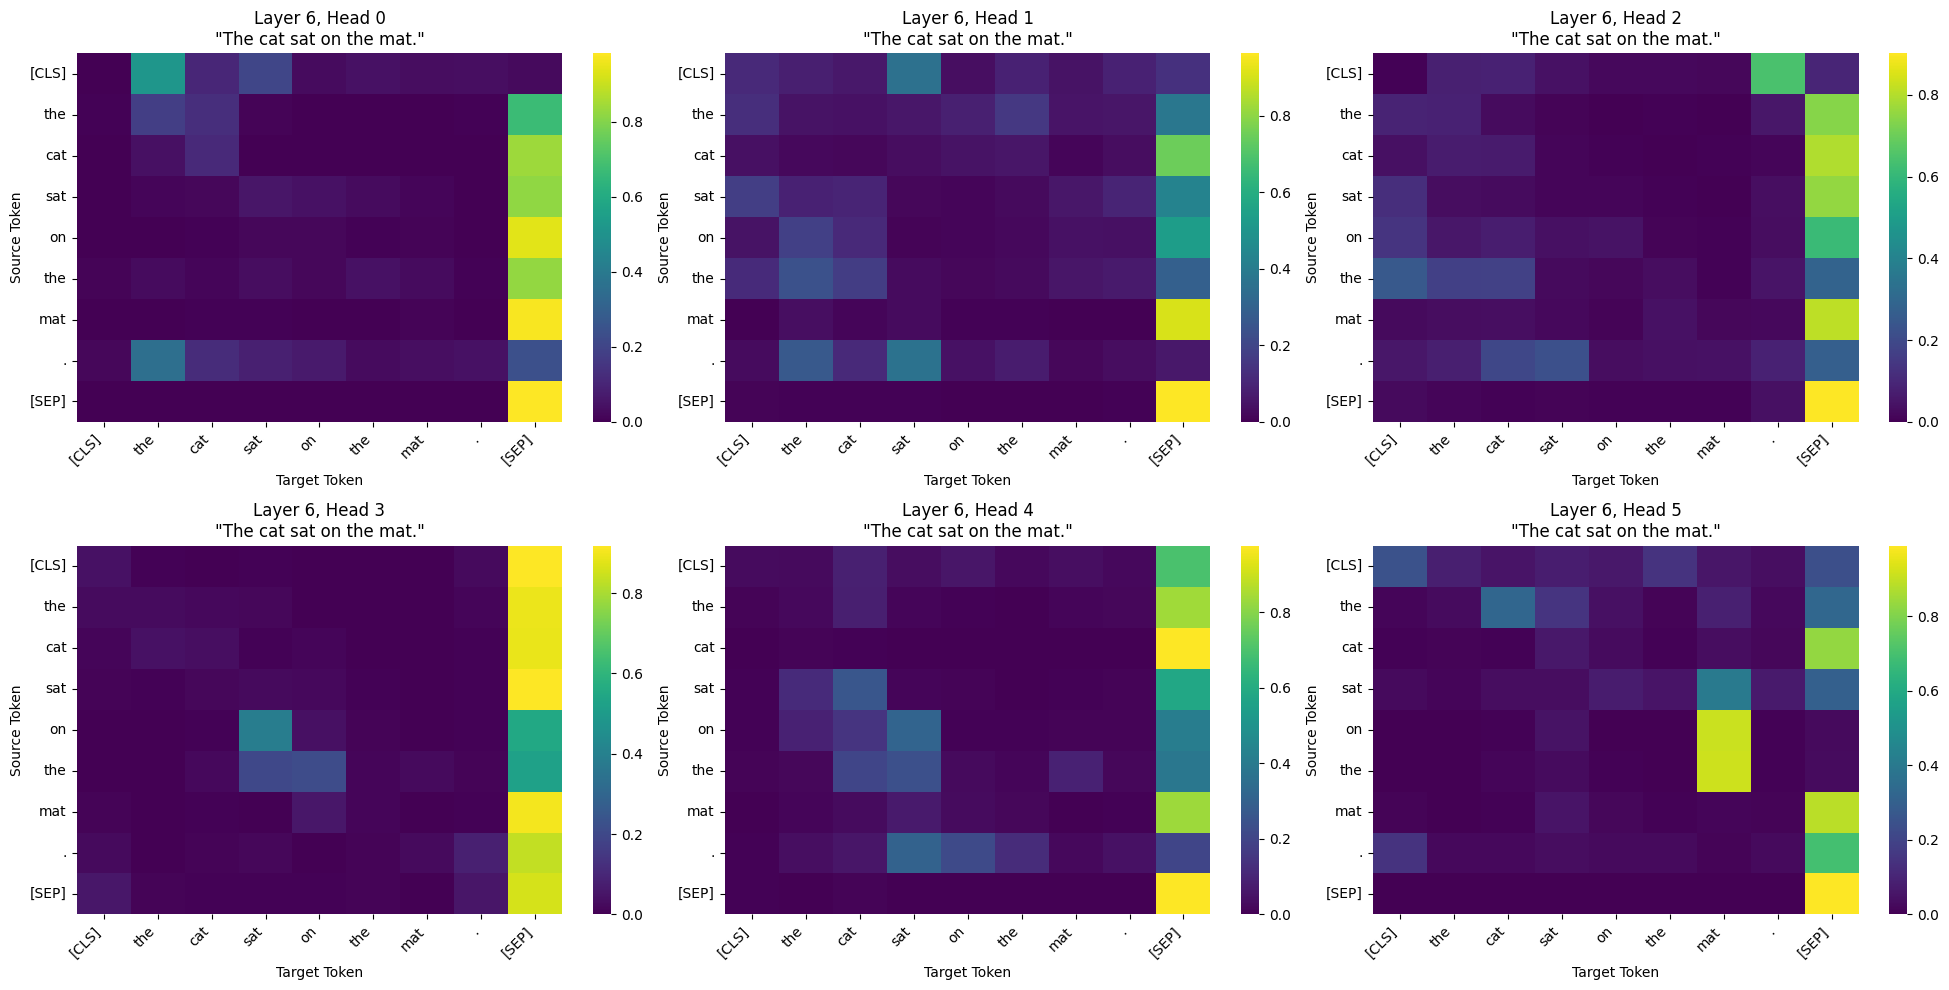 Layer 6, Head 0
"The cat sat on the mat."
Source Token
[CLS]
the
cat
sat
on
the
mat
.
[SEP]
[CLS]
the
cat
sat
on
the
mat
.
[SEP]
Target Token
0.8
0.6
0.4
0.2
0.0
Layer 6, Head 1
"The cat sat on the mat."
Source Token
[CLS]
the
cat
sat
on
the
mat
.
[SEP]
[CLS]
the
cat
sat
on
the
mat
.
[SEP]
Target Token
0.8
0.6
0.4
0.2
0.0
Layer 6, Head 2
"The cat sat on the mat."
Source Token
[CLS]
the
cat
sat
on
the
mat
.
[SEP]
[CLS]
the
cat
sat
on
the
mat
.
[SEP]
Target Token
0.8
0.6
0.4
0.2
0.0
Layer 6, Head 3
"The cat sat on the mat."
Source Token
[CLS]
the
cat
sat
on
the
mat
.
[SEP]
[CLS]
the
cat
sat
on
the
mat
.
[SEP]
Target Token
0.8
0.6
0.4
0.2
0.0
Layer 6, Head 4
"The cat sat on the mat."
Source Token
[CLS]
the
cat
sat
on
the
mat
.
[SEP]
[CLS]
the
cat
sat
on
the
mat
.
[SEP]
Target Token
0.8
0.6
0.4
0.2
0.0
Layer 6, Head 5
"The cat sat on the mat."
Source Token
[CLS]
the
cat
sat
on
the
mat
.
[SEP]
[CLS]
the
cat
sat
on
the
mat
.
[SEP]
Target Token
0.8
0.6
0.4
0.2
0.0